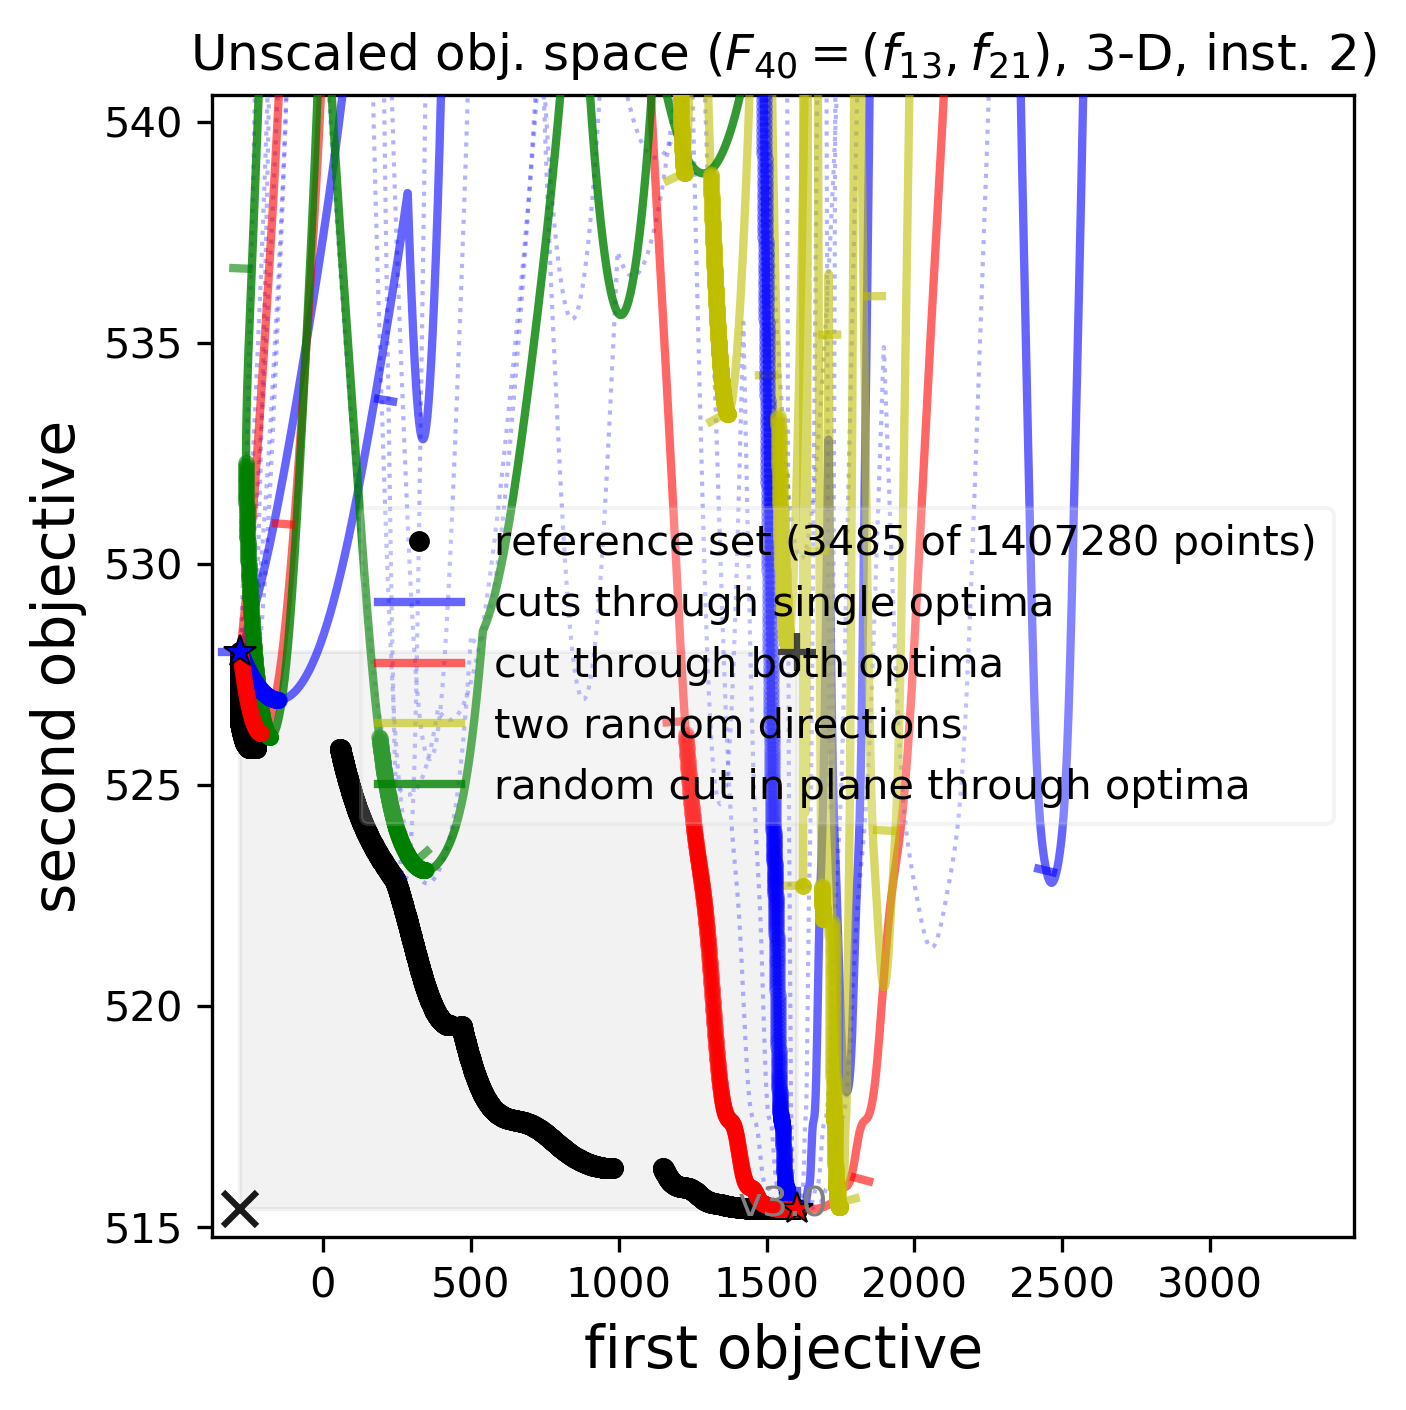 Unscaled obj. space (F₄₀ = (f₁₃, f₂₁), 3-D, inst. 2)
540
535
530
525
520
515
second objective
reference set (3485 of 1407280 points)
cuts through single optima
cut through both optima
two random directions
random cut in plane through optima
v3.0
0 500 1000 1500 2000 2500 3000
first objective